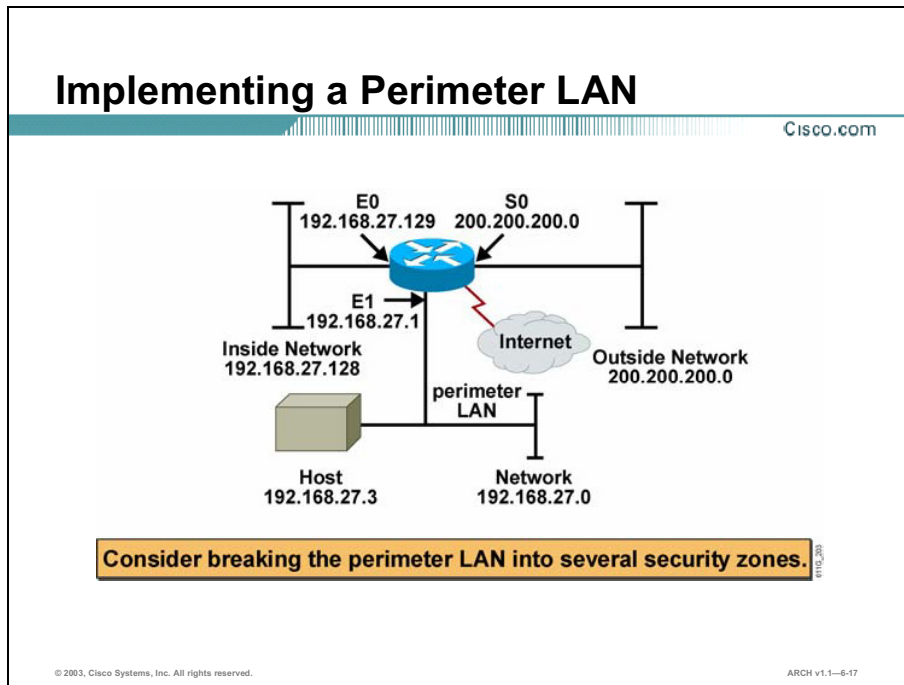 Implementing a Perimeter LAN
Cisco.com
E0
192.168.27.129
S0
200.200.200.0
E1
192.168.27.1
Internet
Inside Network
192.168.27.128
Outside Network
200.200.200.0
perimeter
LAN
Host
192.168.27.3
Network
192.168.27.0
Consider breaking the perimeter LAN into several security zones.
011G_203
© 2003, Cisco Systems, Inc. All rights reserved.
ARCH v1.1—6-17